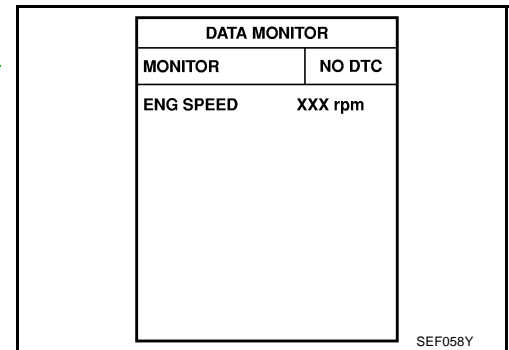 DATA MONITOR
MONITOR NO DTC
ENG SPEED XXX rpm
SEF058Y